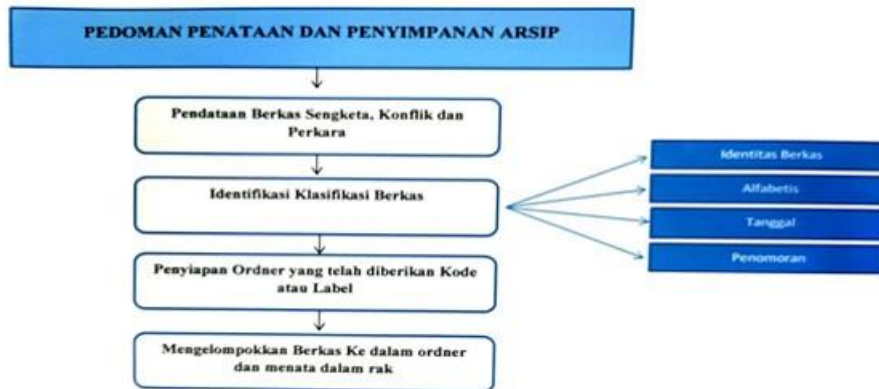 PEDOMAN PENATAAN DAN PENYIMPANAN ARSIP
Pendataan Berkas Sengketa, Konflik dan
Perkara
Identifikasi Klasifikasi Berkas
Identitas Berkas
Alfabetis
Tanggal
Penomoran
Penyiapan Ordner yang telah diberikan Kode
atau Label
Mengelompokkan Berkas Ke dalam ordner
dan menata dalam rak